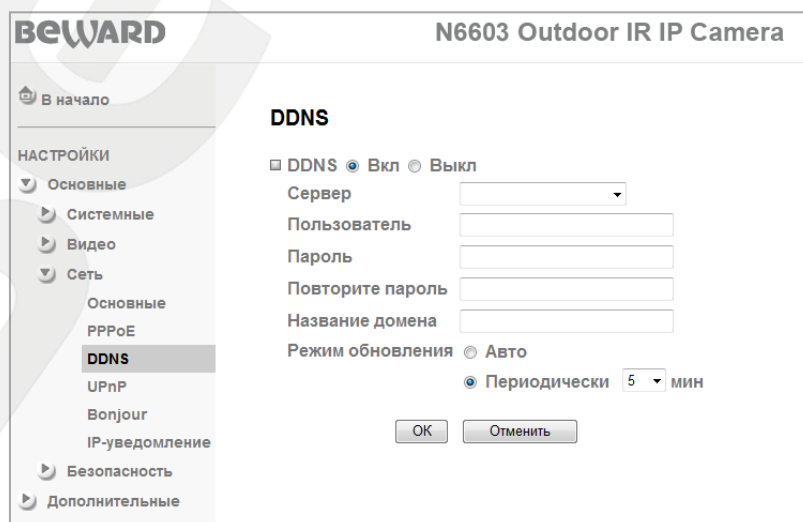 BEWARD
N6603 Outdoor IR IP Camera
В начало
НАСТРОЙКИ
Основные
Системные
Видео
Сеть
Основные
PPPoE
DDNS
UPnP
Bonjour
IP-уведомление
Безопасность
Дополнительные
DDNS
DDNS Вкл Выкл
Сервер
Пользователь
Пароль
Повторите пароль
Название домена
Режим обновления Авто
Периодически 5 мин
OK Отменить